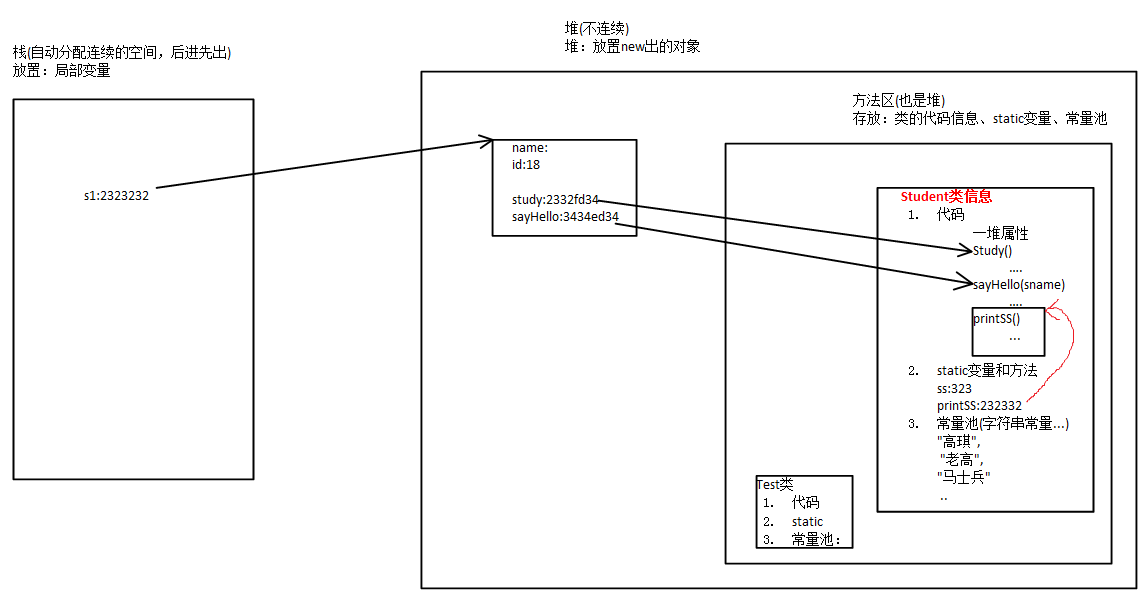 栈(自动分配连续的空间，后进先出)
放置：局部变量
s1:2323232
堆(不连续)
堆：放置new出的对象
name:
id:18
study:2332fd34
sayHello:3434ed34
方法区(也是堆)
存放：类的代码信息、static变量、常量池
Student类信息
1. 代码
一堆属性
Study()
....
sayHello(sname)
....
printSS()
...
2. static变量和方法
ss:323
printSS:232332
3. 常量池(字符串常量...)
"高琪",
"老高",
"马士兵"
..
Test类
1. 代码
2. static
3. 常量池：